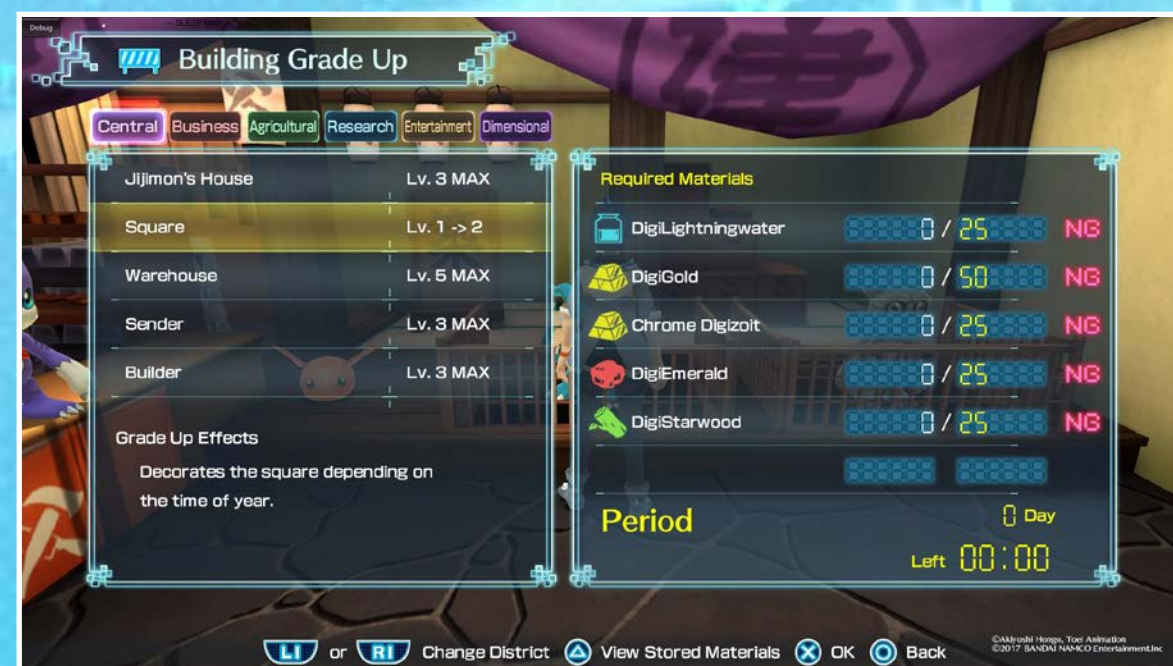 Debug
Building Grade Up
Central Business Agricultural Research Entertainment Dimensional
Jijimon's House Lv. 3 MAX
Square Lv. 1 -> 2
Warehouse Lv. 5 MAX
Sender Lv. 3 MAX
Builder Lv. 3 MAX
Grade Up Effects
Decorates the square depending on
the time of year.
Required Materials
DigiLightningwater 0 / 25 NG
DigiGold 0 / 50 NG
Chrome Digizoit 0 / 25 NG
DigiEmerald 0 / 25 NG
DigiStarwood 0 / 25 NG
Period 0 Day
Left 00:00
L1 or R1 Change District View Stored Materials OK Back
©Akiyoshi Hongo, Toei Animation
©2017 BANDAI NAMCO Entertainment.Inc
建